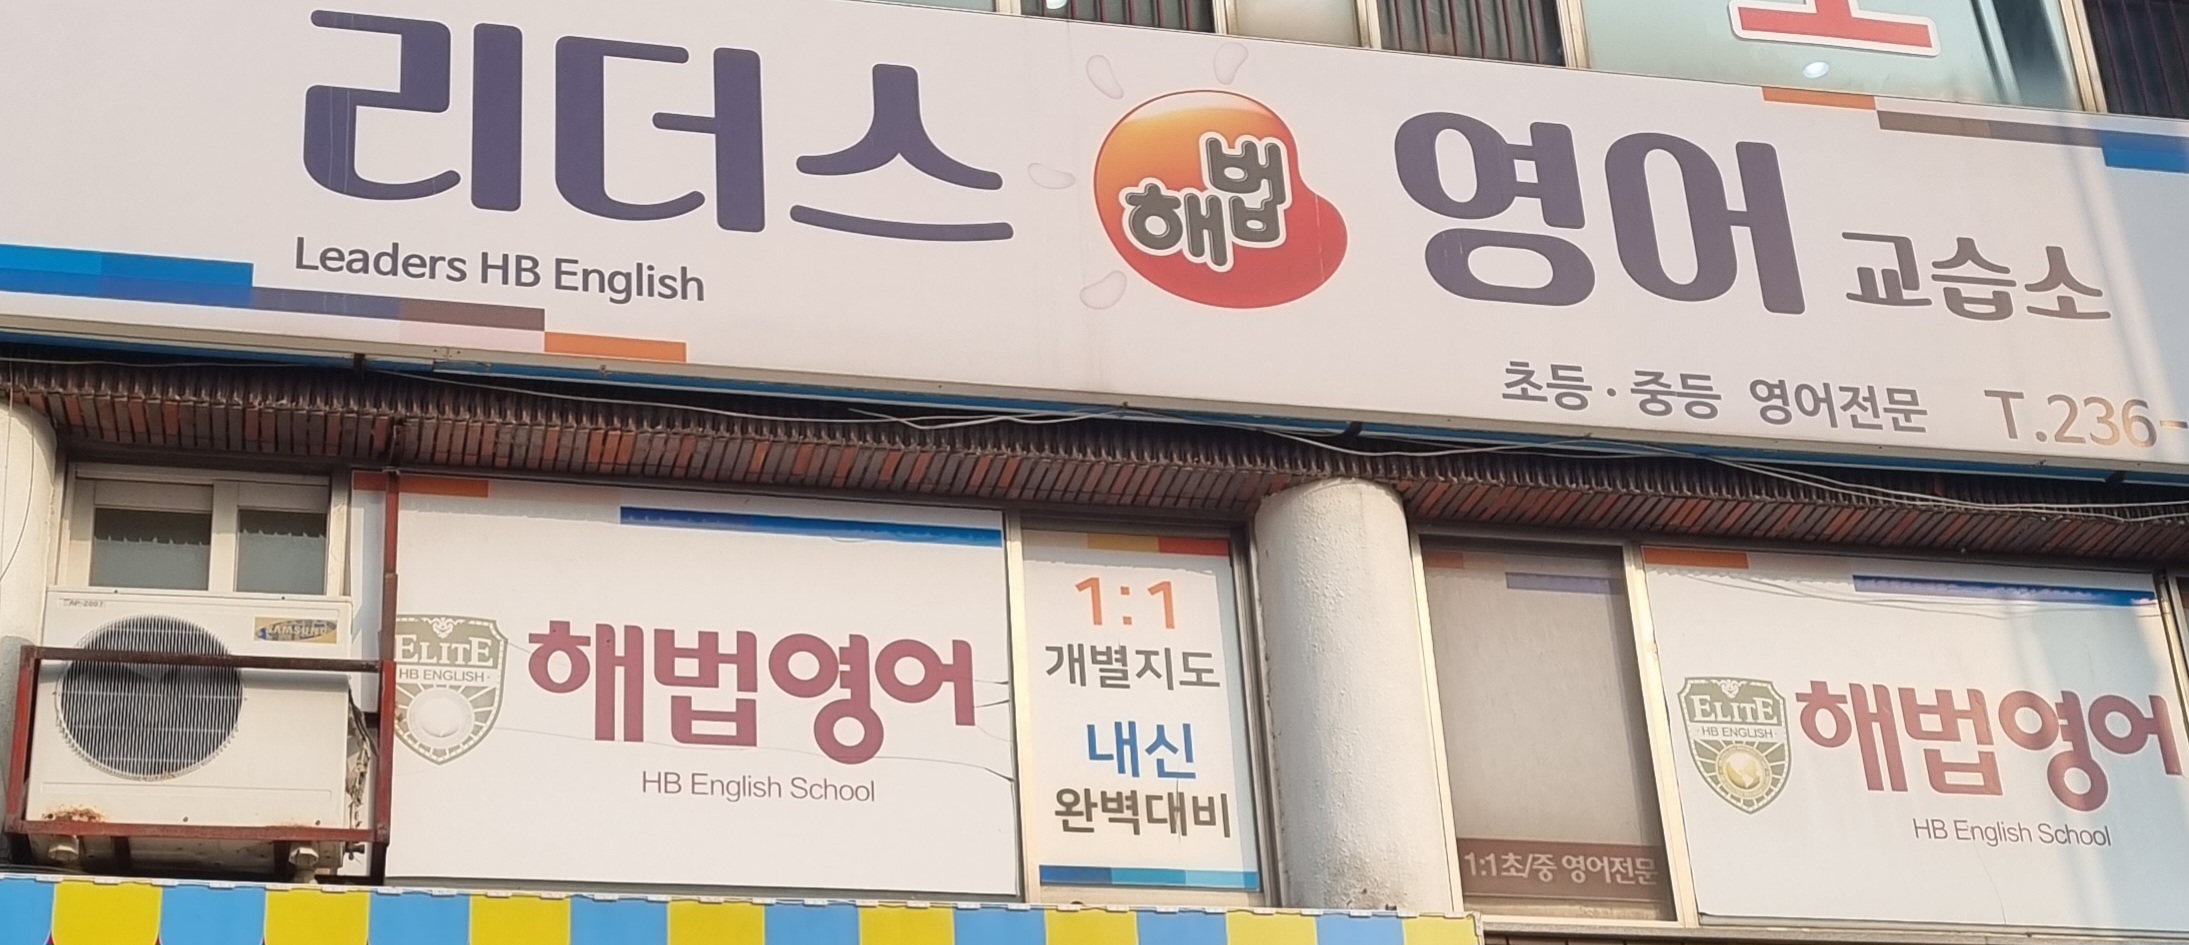 리더스 해법 영어 교습소
Leaders HB English
초등·중등 영어전문 T.236-
SAMSUNG
ELITE
HB ENGLISH
해법영어
HB English School
1:1
개별지도
내신
완벽대비
1:1초/중 영어전문
ELITE
HB ENGLISH
해법영어
HB English School